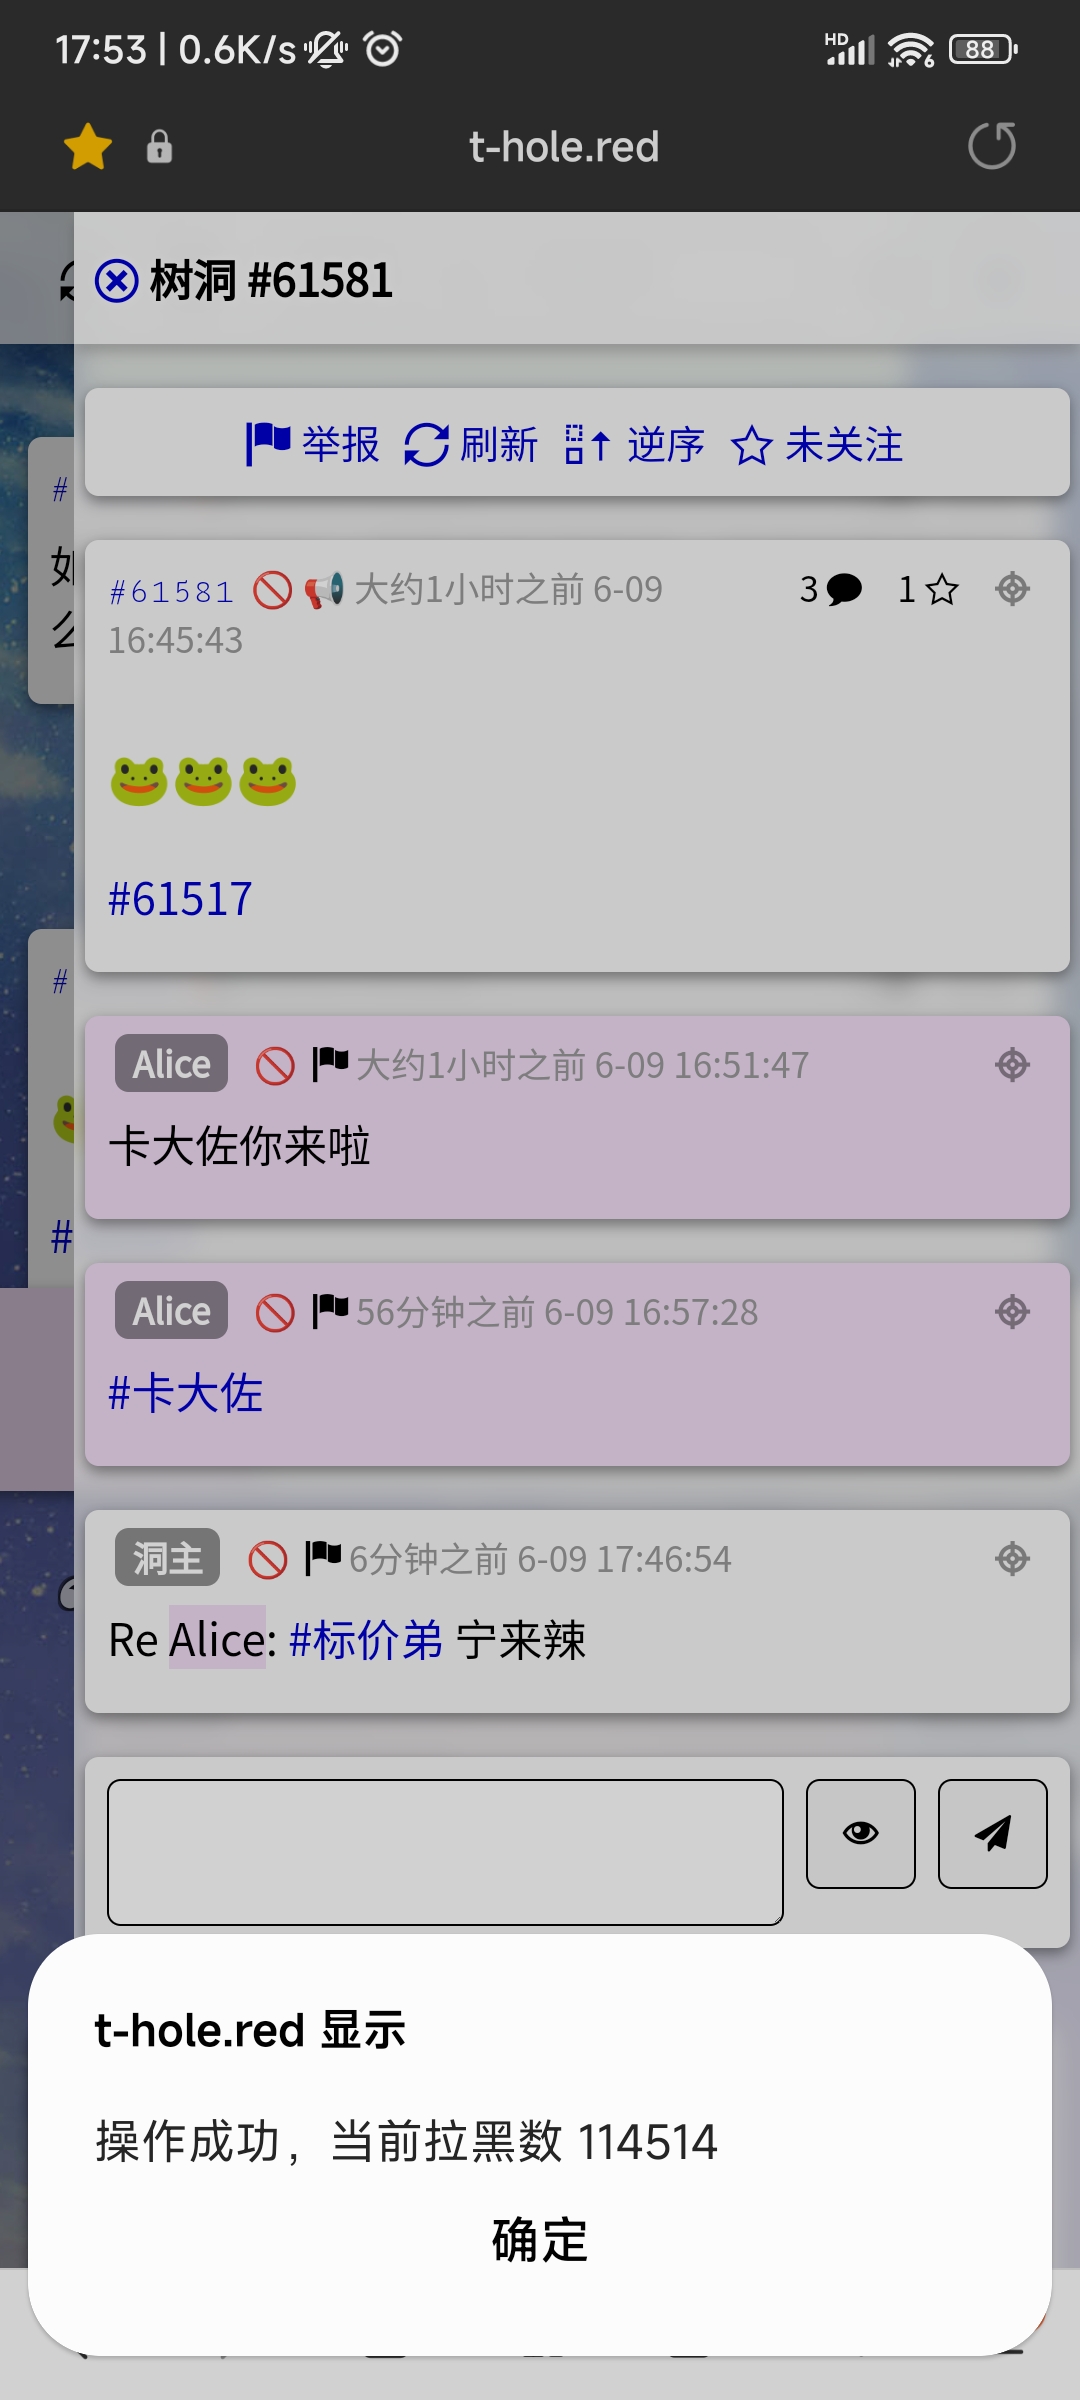 17:53 | 0.6K/s
HD
6
88
t-hole.red
树洞 #61581
举报 刷新 逆序 未关注
#
如
么
#61581 大约1小时之前 6-09 3 1
16:45:43
#61517
#
#
Alice 大约1小时之前 6-09 16:51:47
卡大佐你来啦
Alice 56分钟之前 6-09 16:57:28
#卡大佐
洞主 6分钟之前 6-09 17:46:54
Re Alice: #标价弟 宁来辣
t-hole.red 显示
操作成功，当前拉黑数 114514
确定